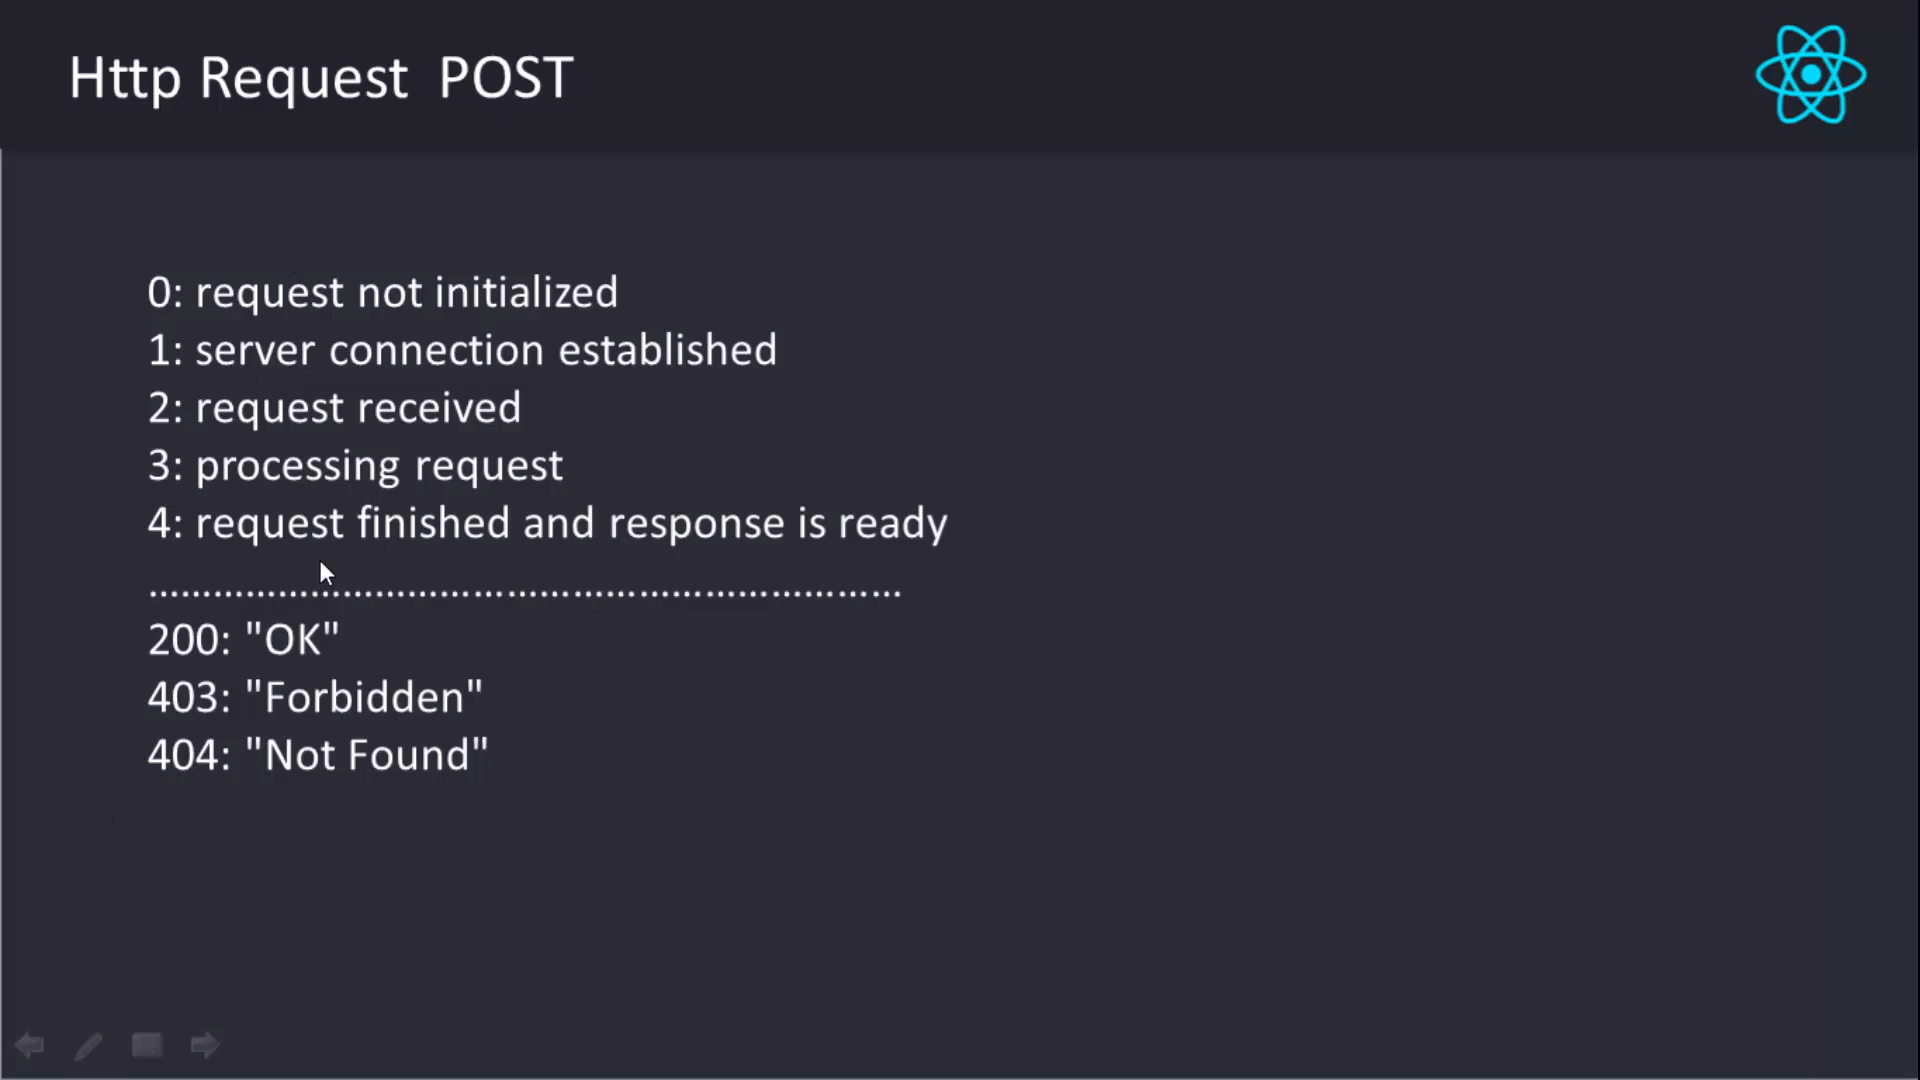 Http Request POST
0: request not initialized
1: server connection established
2: request received
3: processing request
4: request finished and response is ready
....................................................................
200: "OK"
403: "Forbidden"
404: "Not Found"